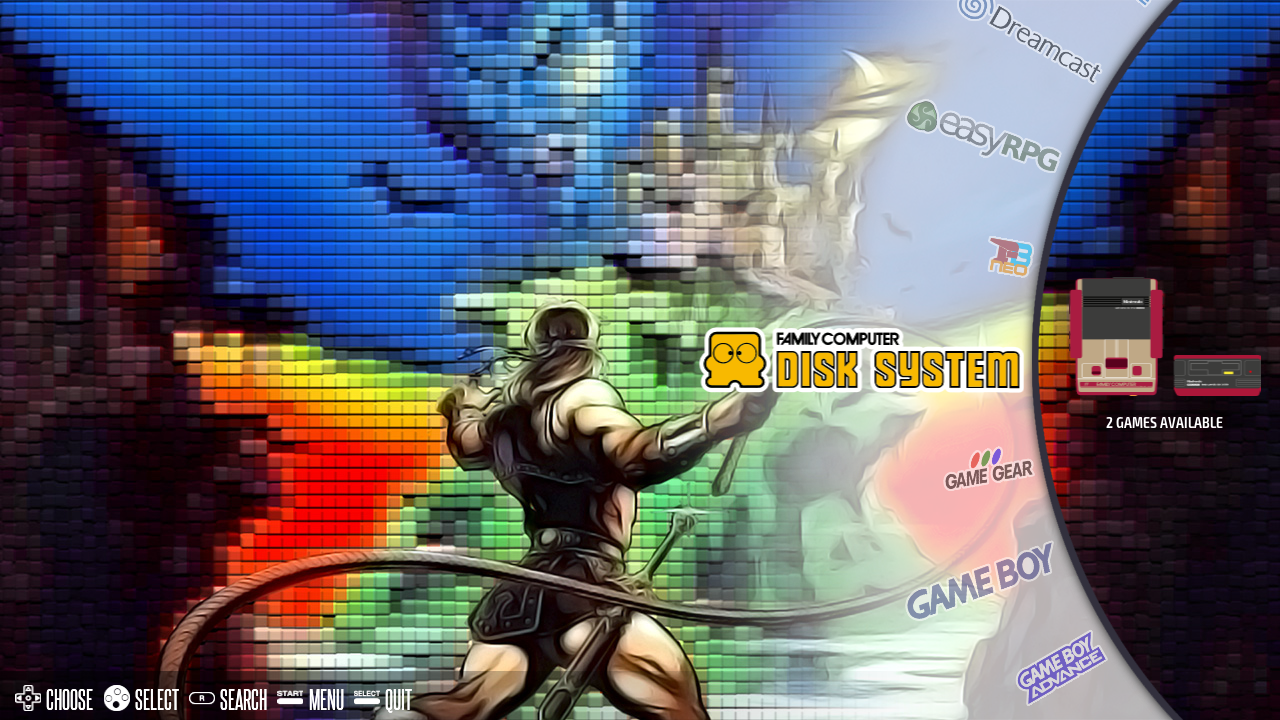 Dreamcast
easyRPG
NEO
FAMILY COMPUTER
DISK SYSTEM
2 GAMES AVAILABLE
GAME GEAR
GAME BOY
GAME BOY
ADVANCE
CHOOSE SELECT R SEARCH START MENU SELECT QUIT